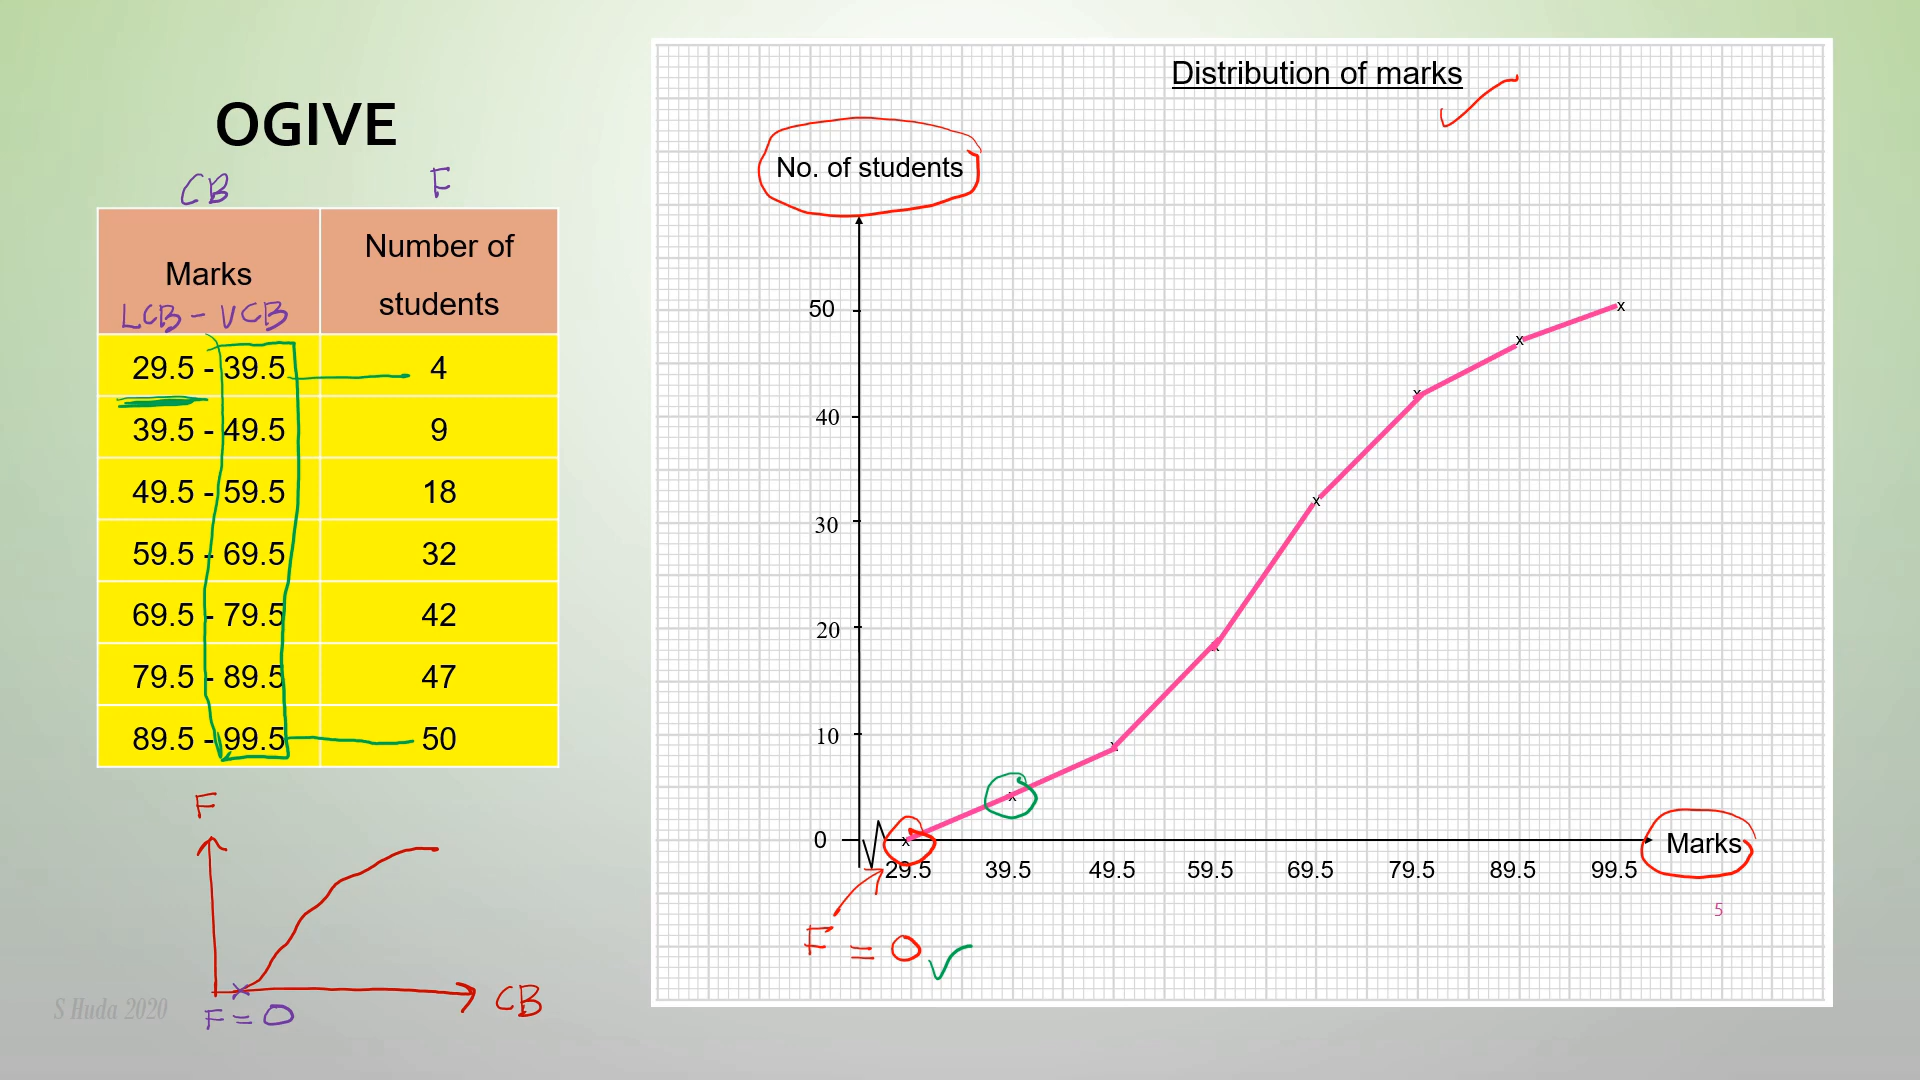 OGIVE
CB F
Marks Number of students
LCB - UCB
29.5 - 39.5 4
39.5 - 49.5 9
49.5 - 59.5 18
59.5 - 69.5 32
69.5 - 79.5 42
79.5 - 89.5 47
89.5 - 99.5 50
F
CB
F = 0
S Huda 2020
Distribution of marks
No. of students
50
40
30
20
10
0
29.5 39.5 49.5 59.5 69.5 79.5 89.5 99.5
Marks
5
F = 0